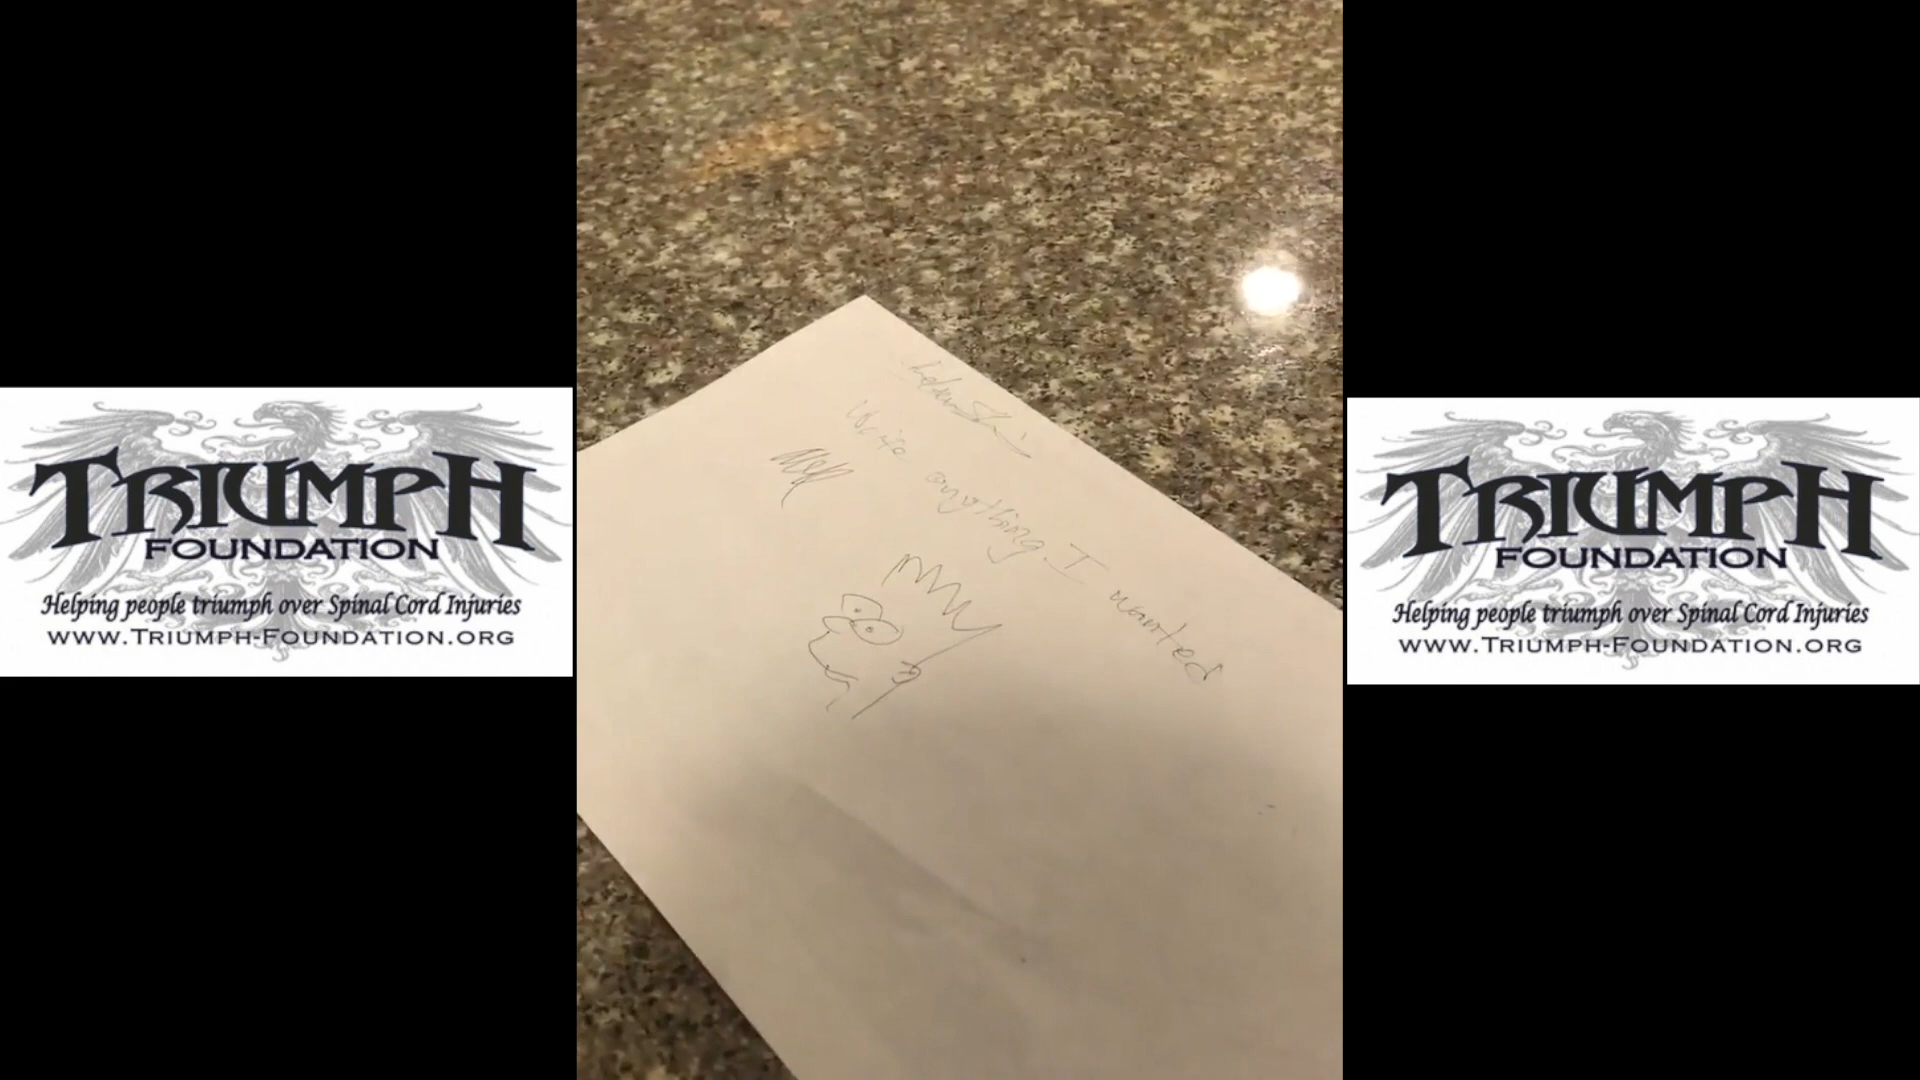 TRIUMPH
FOUNDATION
Helping people triumph over Spinal Cord Injuries
WWW.TRIUMPH-FOUNDATION.ORG
Write anything I wanted
TRIUMPH
FOUNDATION
Helping people triumph over Spinal Cord Injuries
WWW.TRIUMPH-FOUNDATION.ORG